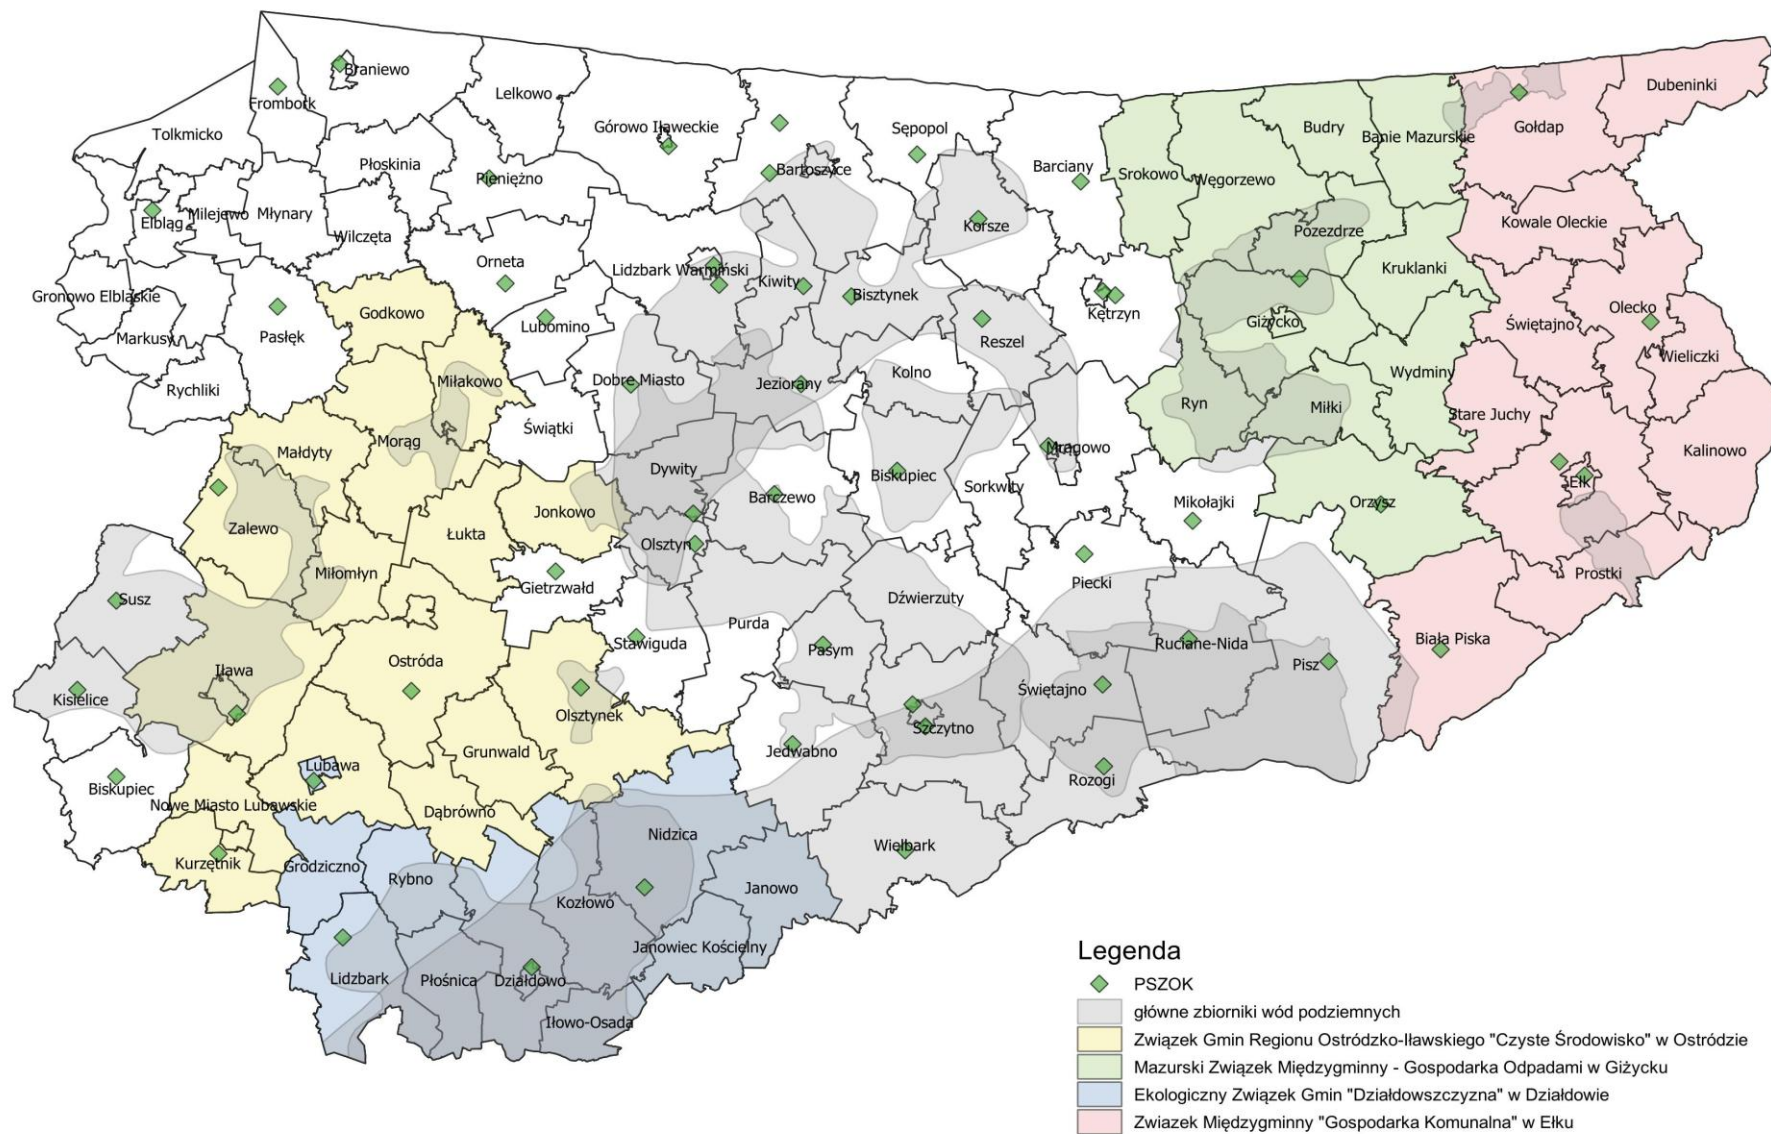 Braniewo
Dubeninki
Lelkowo
Frombork
Gołdap
Budry
Banie Mazurskie
Górowo Iławeckie
Sępopol
Tolmicko
Płoskinia
Bartoszyce
Barciany
Srokowo
Węgorzewo
Pieniężno
Elbląg
Milejewo
Młynary
Wilczęta
Korsze
Pozezdrze
Kowale Oleckie
Orneta
Lidzbark Warmiński
Kiwity
Bisztynek
Kruklanki
Gronowo Elbląskie
Godkowo
Pasłęk
Lubomino
Kętrzyn
Giżycko
Olecko
Świętajno
Markusy
Reszel
Wieliczki
Rychliki
Miłakowo
Dobre Miasto
Jeziorany
Kolno
Wydminy
Ryn
Miłki
Stare Juchy
Świątki
Morąg
Małdyty
Mrągowo
Kalinowo
Dywity
Biskupiec
Sorkwity
Ełk
Barczewo
Mikołajki
Orzysz
Jonkowo
Zalewo
Łukta
Olsztyn
Miłomłyn
Gietrzwałd
Piecki
Prostki
Susz
Dźwierzuty
Purda
Stawiguda
Pasym
Ruciane-Nida
Biała Piska
Ostróda
Iława
Pisz
Kisielice
Świętajno
Olsztynek
Szczytno
Grunwald
Jedwabno
Lubawa
Rozogi
Biskupiec
Nowe Miasto Lubawskie
Dąbrówno
Nidzica
Wielbark
Kurzętnik
Grodziczno
Rybno
Kozłowo
Janowo
Janowiec Kościelny
Lidzbark
Płośnica
Działdowo
Iłowo-Osada
Legenda
PSZOK
główne zbiorniki wód podziemnych
Związek Gmin Regionu Ostródzko-Iławskiego "Czyste Środowisko" w Ostródzie
Mazurski Związek Międzygminny - Gospodarka Odpadami w Giżycku
Ekologiczny Związek Gmin "Działdowszczyzna" w Działdowie
Zwiazek Międzygminny "Gospodarka Komunalna" w Ełku